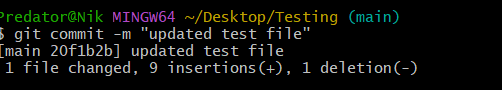 Predator@Nik MINGW64 ~/Desktop/Testing (main)
$ git commit -m "updated test file"
[main 20f1b2b] updated test file
 1 file changed, 9 insertions(+), 1 deletion(-)